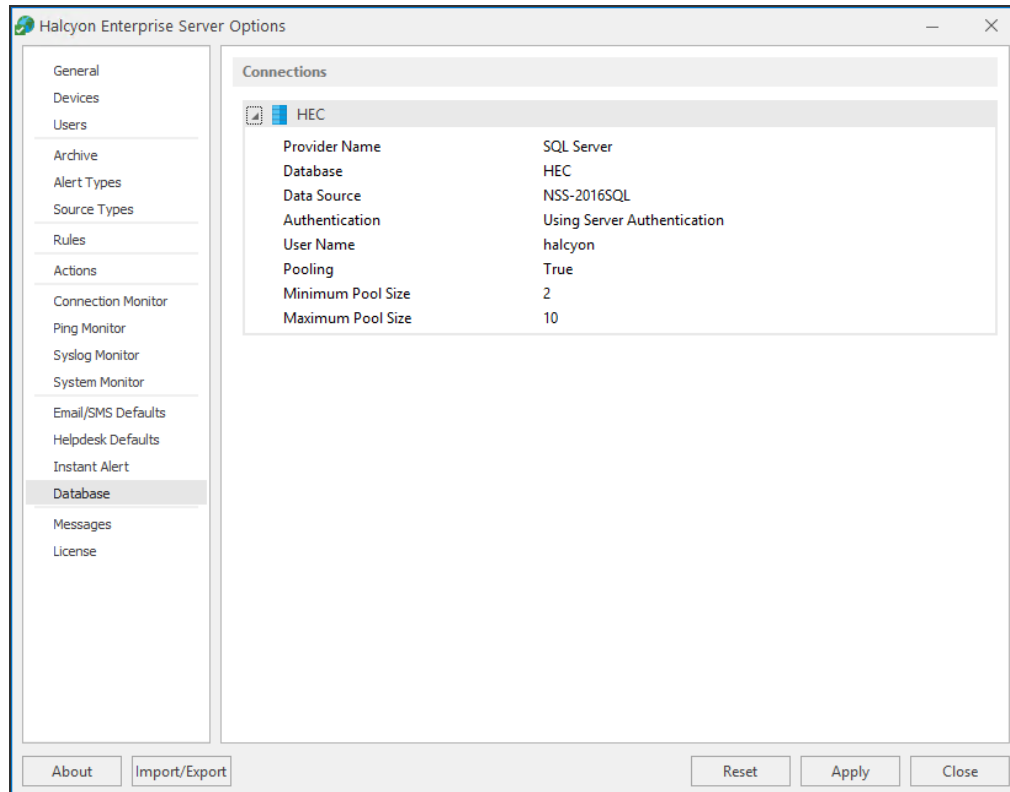 Halcyon Enterprise Server Options
General
Devices
Users
Archive
Alert Types
Source Types
Rules
Actions
Connection Monitor
Ping Monitor
Syslog Monitor
System Monitor
Email/SMS Defaults
Helpdesk Defaults
Instant Alert
Database
Messages
License
Connections
HEC
Provider Name SQL Server
Database HEC
Data Source NSS-2016SQL
Authentication Using Server Authentication
User Name halcyon
Pooling True
Minimum Pool Size 2
Maximum Pool Size 10
About Import/Export Reset Apply Close